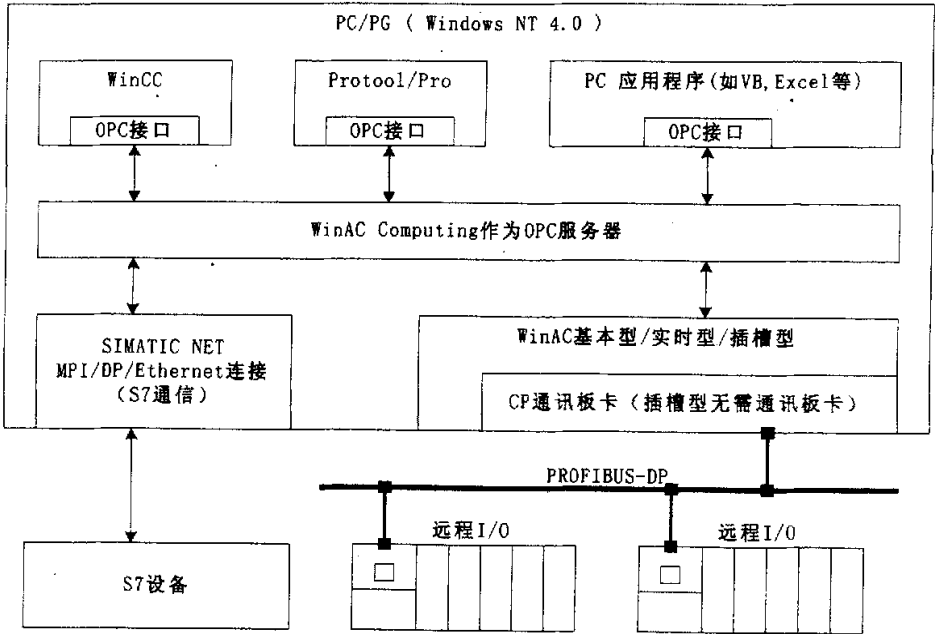 PC/PG ( Windows NT 4.0 )
WinCC
Protool/Pro
PC 应用程序(如VB,Excel等)
OPC接口
OPC接口
OPC接口
WinAC Computing作为OPC服务器
SIMATIC NET
MPI/DP/Ethernet连接
(S7通信)
WinAC基本型/实时型/插槽型
CP通讯板卡(插槽型无需通讯板卡)
PROFIBUS-DP
远程I/O
远程I/O
S7设备